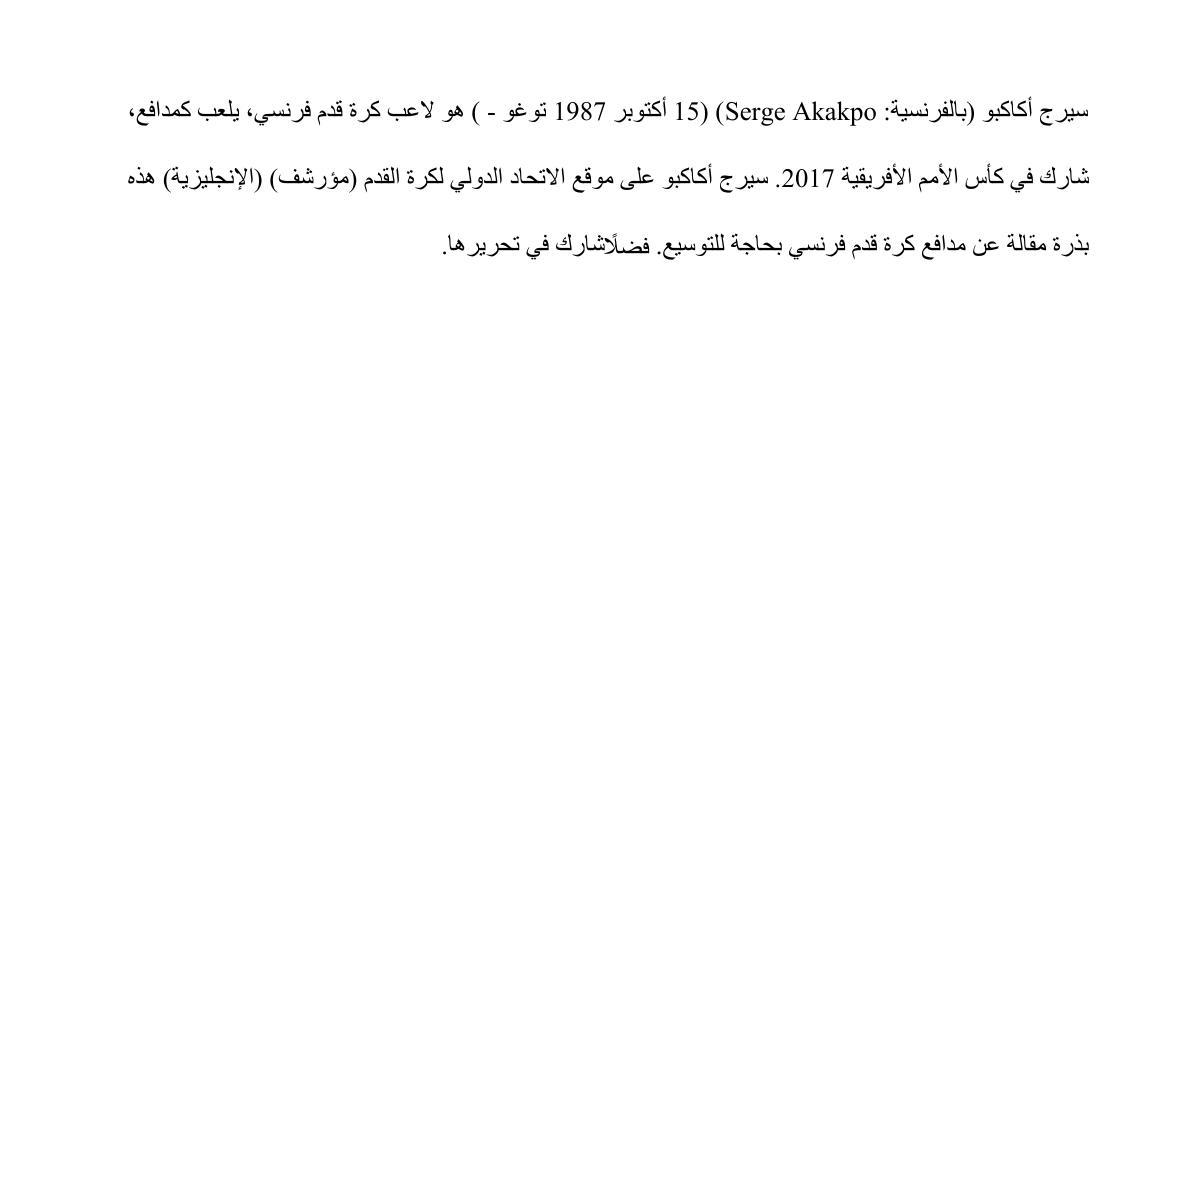 سيرج أكاكبو (بالفرنسية: Serge Akakpo) (15 أكتوبر 1987 توغو - ) هو لاعب كرة قدم فرنسي، يلعب كمدافع،
شارك في كأس الأمم الأفريقية 2017. سيرج أكاكبو على موقع الاتحاد الدولي لكرة القدم (مؤرشف) (الإنجليزية) هذه
بذرة مقالة عن مدافع كرة قدم فرنسي بحاجة للتوسيع. فضلًاشارك في تحريرها.